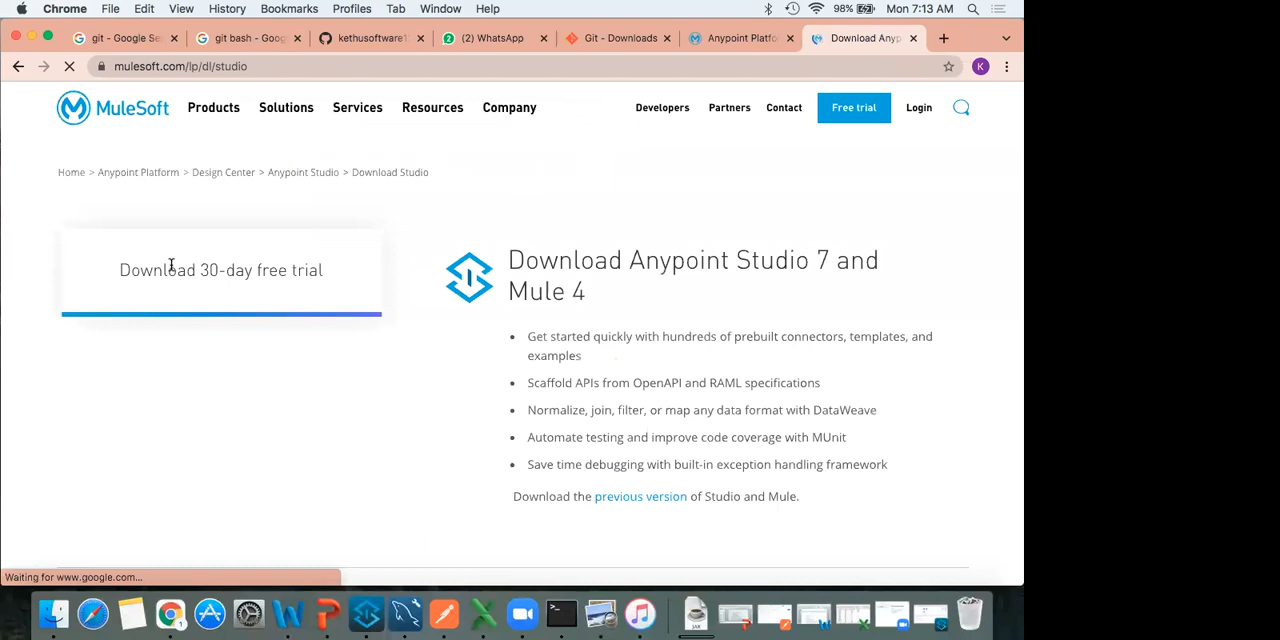 Chrome File Edit View History Bookmarks Profiles Tab Window Help 98% Mon 7:13 AM
git - Google Se
git bash - Goog
kethusoftware1
(2) WhatsApp
Git - Downloads
Anypoint Platfo
Download Anyp
mulesoft.com/lp/dl/studio
K
MuleSoft Products Solutions Services Resources Company Developers Partners Contact Free trial Login
Home > Anypoint Platform > Design Center > Anypoint Studio > Download Studio
Download 30-day free trial
Download Anypoint Studio 7 and
Mule 4
Get started quickly with hundreds of prebuilt connectors, templates, and
examples
Scaffold APIs from OpenAPI and RAML specifications
Normalize, join, filter, or map any data format with DataWeave
Automate testing and improve code coverage with MUnit
Save time debugging with built-in exception handling framework
Download the previous version of Studio and Mule.
Waiting for www.google.com...